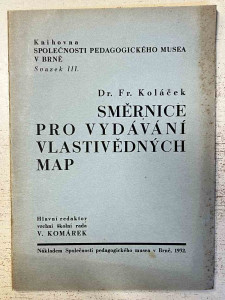 Knihovna
SPOLEČNOSTI PEDAGOGICKÉHO MUSEA
V BRNĚ
Svazek III.
Dr. Fr. Koláček
SMĚRNICE
PRO VYDÁVÁNÍ
VLASTIVĚDNÝCH
MAP
Hlavní redaktor
vrchní školní rada
V. KOMÁREK
Nákladem Společnosti pedagogického musea v Brně, 1932.